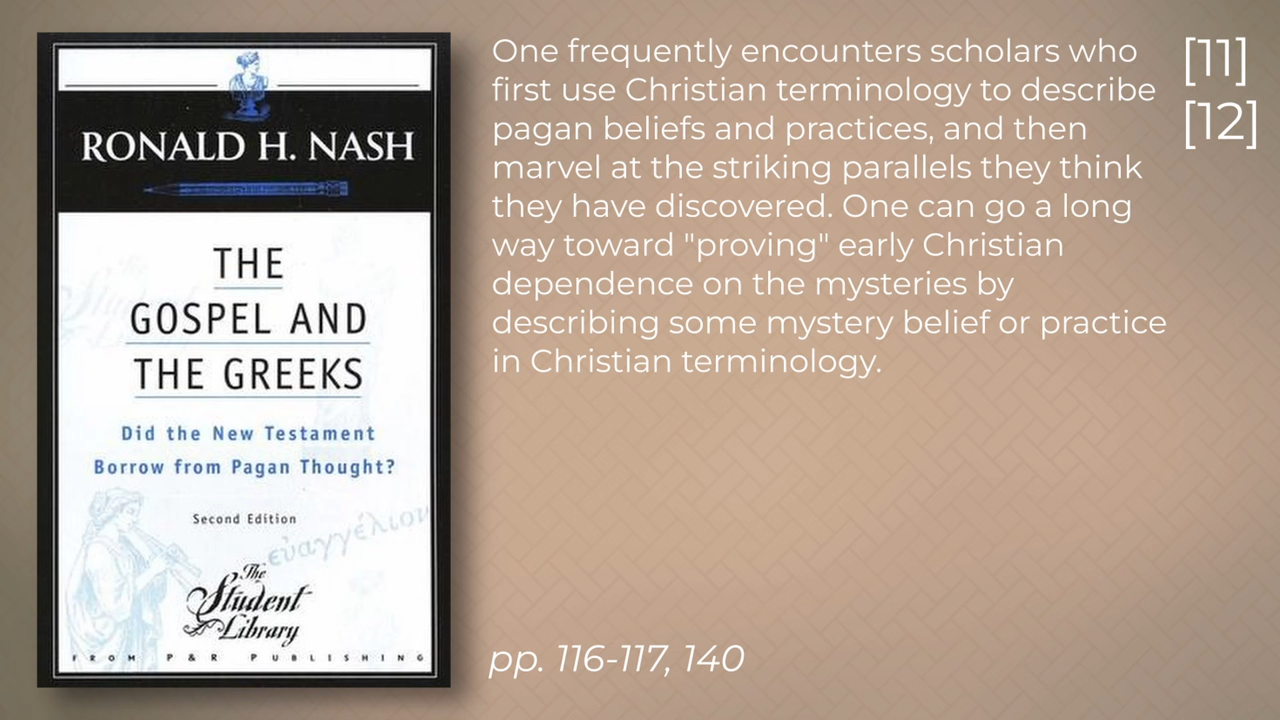 RONALD H. NASH
THE
GOSPEL AND
THE GREEKS
Did the New Testament
Borrow from Pagan Thought?
Second Edition
εὐαγγέλιον
The
Student
Library
FROM P&R PUBLISHING
One frequently encounters scholars who
first use Christian terminology to describe
pagan beliefs and practices, and then
marvel at the striking parallels they think
they have discovered. One can go a long
way toward "proving" early Christian
dependence on the mysteries by
describing some mystery belief or practice
in Christian terminology.
pp. 116-117, 140
[11]
[12]